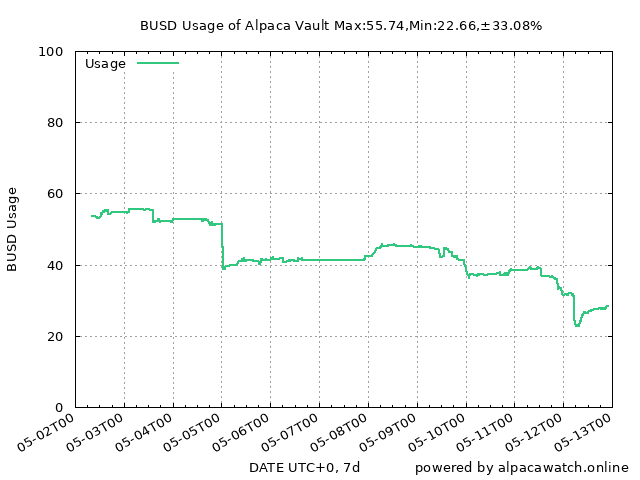 BUSD Usage of Alpaca Vault Max:55.74,Min:22.66,±33.08%
Usage
BUSD Usage
100
80
60
40
20
0
05-02T00
05-03T00
05-04T00
05-05T00
05-06T00
05-07T00
05-08T00
05-09T00
05-10T00
05-11T00
05-12T00
05-13T00
DATE UTC+0, 7d
powered by alpacawatch.online